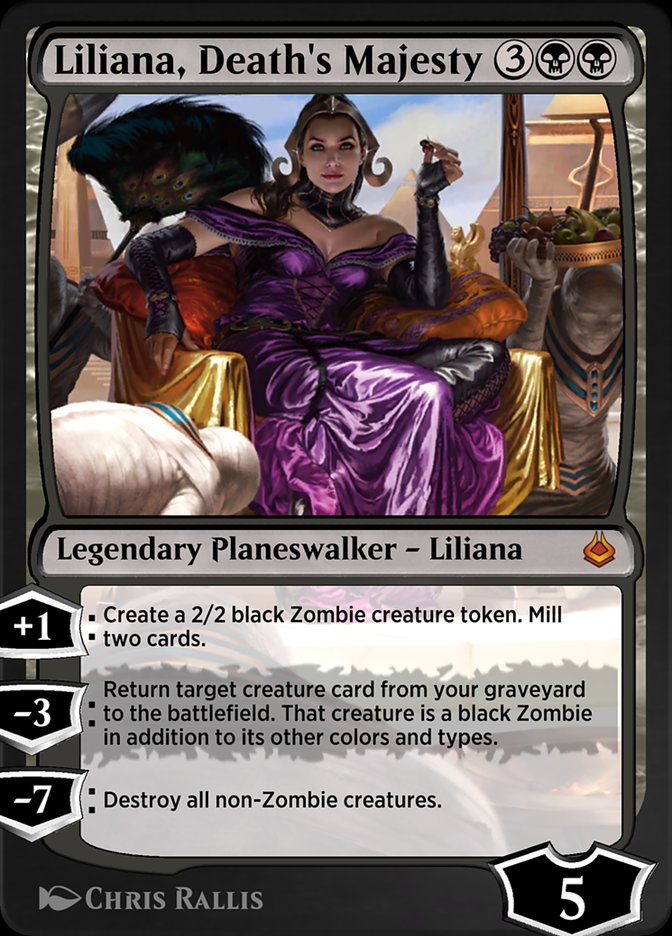 Liliana, Death's Majesty 3
Legendary Planeswalker – Liliana
+1: Create a 2/2 black Zombie creature token. Mill
two cards.
–3: Return target creature card from your graveyard
to the battlefield. That creature is a black Zombie
in addition to its other colors and types.
–7: Destroy all non-Zombie creatures.
5
Chris Rallis